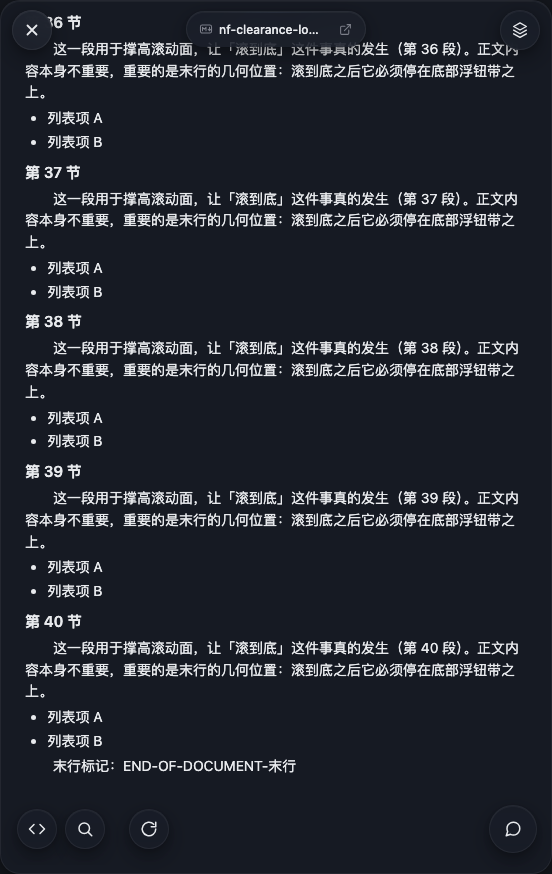 36 节
nf-clearance-lo...
这一段用于撑高滚动面，让「滚到底」这件事真的发生（第 36 段）。正文内
容本身不重要，重要的是末行的几何位置：滚到底之后它必须停在底部浮钮带之
上。
• 列表项 A
• 列表项 B
第 37 节
这一段用于撑高滚动面，让「滚到底」这件事真的发生（第 37 段）。正文内
容本身不重要，重要的是末行的几何位置：滚到底之后它必须停在底部浮钮带之
上。
• 列表项 A
• 列表项 B
第 38 节
这一段用于撑高滚动面，让「滚到底」这件事真的发生（第 38 段）。正文内
容本身不重要，重要的是末行的几何位置：滚到底之后它必须停在底部浮钮带之
上。
• 列表项 A
• 列表项 B
第 39 节
这一段用于撑高滚动面，让「滚到底」这件事真的发生（第 39 段）。正文内
容本身不重要，重要的是末行的几何位置：滚到底之后它必须停在底部浮钮带之
上。
• 列表项 A
• 列表项 B
第 40 节
这一段用于撑高滚动面，让「滚到底」这件事真的发生（第 40 段）。正文内
容本身不重要，重要的是末行的几何位置：滚到底之后它必须停在底部浮钮带之
上。
• 列表项 A
• 列表项 B
末行标记：END-OF-DOCUMENT-末行